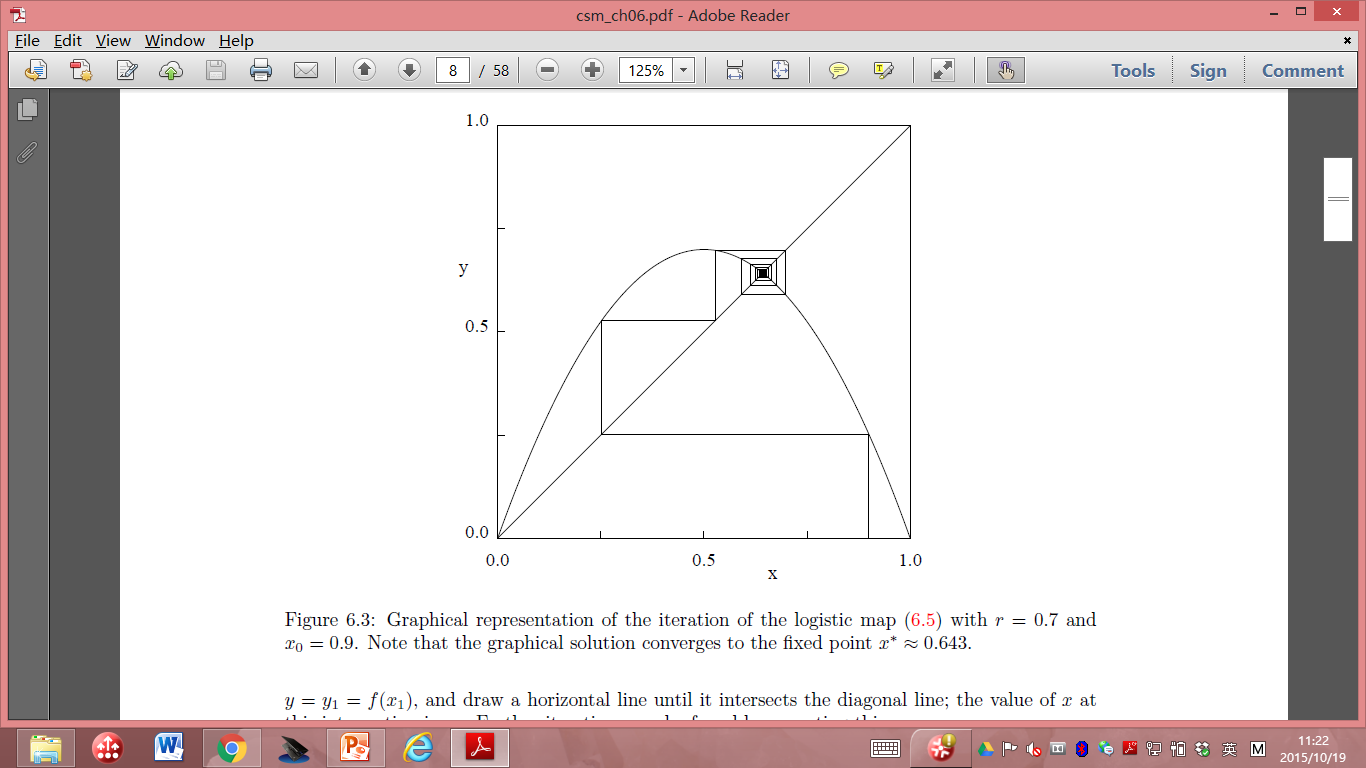 csm_ch06.pdf - Adobe Reader
File Edit View Window Help
8 / 58 125% Tools Sign Comment
1.0
y
0.5
0.0
0.0 0.5 1.0
x
Figure 6.3: Graphical representation of the iteration of the logistic map (6.5) with r = 0.7 and
x₀ = 0.9. Note that the graphical solution converges to the fixed point x* ≈ 0.643.
y = y₁ = f(x₁), and draw a horizontal line until it intersects the diagonal line; the value of x at
英 M 11:22
2015/10/19